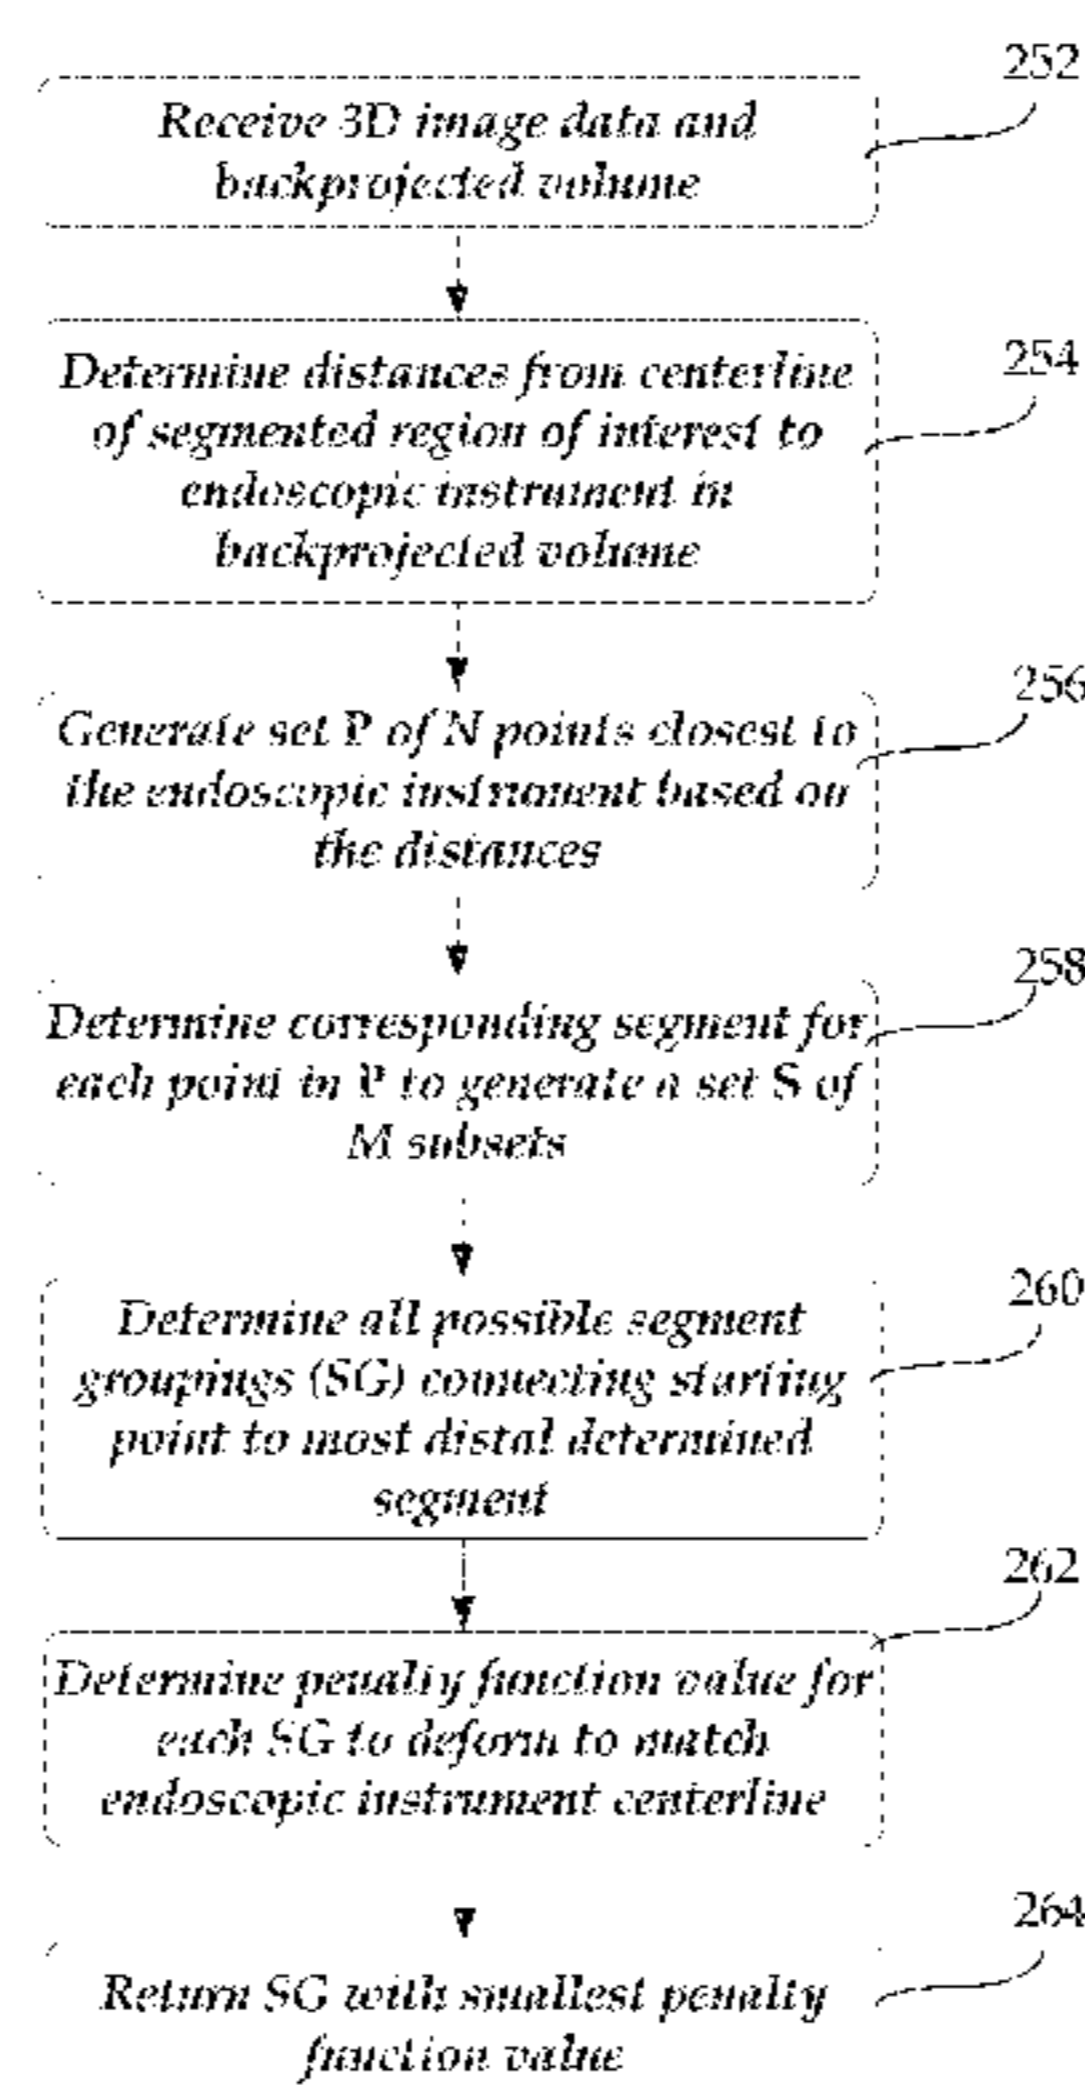 252
Receive 3D image data and
backprojected volume
254
Determine distances from centerline
of segmented region of interest to
endoscopic instrument in
backprojected volume
256
Generate set P of N points closest to
the endoscopic instrument based on
the distances
258
Determine corresponding segment for
each point in P to generate a set S of
M subsets
260
Determine all possible segment
groupings (SG) connecting starting
point to most distal determined
segment
262
Determine penalty function value for
each SG to deform to match
endoscopic instrument centerline
264
Return SG with smallest penalty
function value